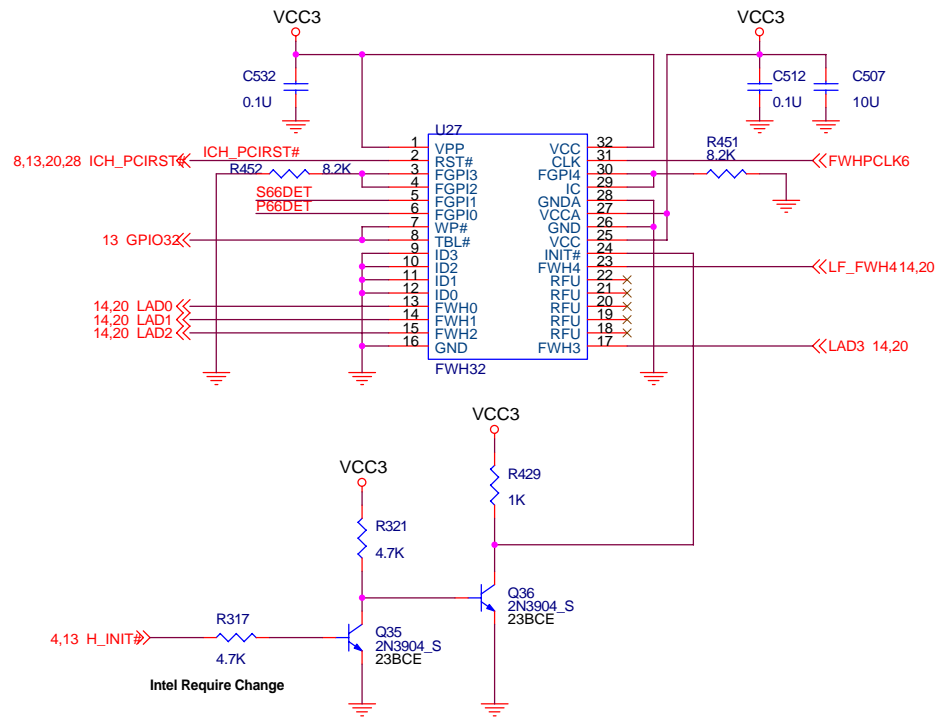 VCC3
VCC3
C532
0.1U
C512
0.1U
C507
10U
U27
8,13,20,28 ICH_PCIRST#
ICH_PCIRST#
R452
8.2K
S66DET
P66DET
13 GPIO32
14,20 LAD0
14,20 LAD1
14,20 LAD2
1 VPP
2 RST#
3 FGPI3
4 FGPI2
5 FGPI1
6 FGPI0
7 WP#
8 TBL#
9 ID3
10 ID2
11 ID1
12 ID0
13 FWH0
14 FWH1
15 FWH2
16 GND
VCC 32
CLK 31
FGPI4 30
IC 29
GNDA 28
VCCA 27
GND 26
VCC 25
INIT# 24
FWH4 23
RFU 22
RFU 21
RFU 20
RFU 19
RFU 18
FWH3 17
FWH32
R451
8.2K
FWHPCLK6
LF_FWH414,20
LAD3 14,20
VCC3
R429
1K
VCC3
R321
4.7K
Q36
2N3904_S
23BCE
4,13 H_INIT#
R317
4.7K
Q35
2N3904_S
23BCE
Intel Require Change